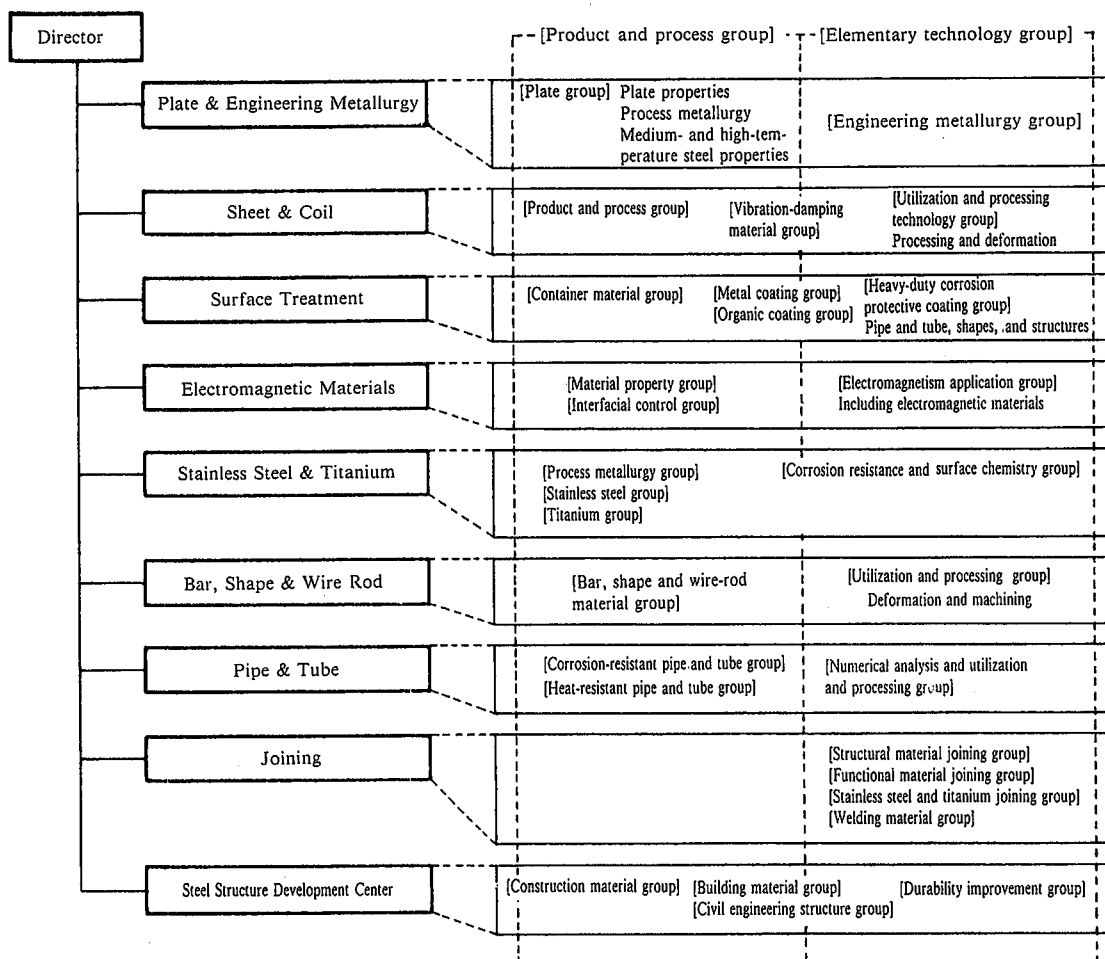 Director
[Product and process group]
[Elementary technology group]
Plate & Engineering Metallurgy
[Plate group] Plate properties
Process metallurgy
Medium- and high-tem-
perature steel properties
[Engineering metallurgy group]
Sheet & Coil
[Product and process group]
[Vibration-damping
material group]
[Utilization and processing
technology group]
Processing and deformation
Surface Treatment
[Container material group]
[Metal coating group]
[Organic coating group]
[Heavy-duty corrosion
protective coating group]
Pipe and tube, shapes, and structures
Electromagnetic Materials
[Material property group]
[Interfacial control group]
[Electromagnetism application group]
Including electromagnetic materials
Stainless Steel & Titanium
[Process metallurgy group]
[Stainless steel group]
[Titanium group]
[Corrosion resistance and surface chemistry group]
Bar, Shape & Wire Rod
[Bar, shape and wire-rod
material group]
[Utilization and processing group]
Deformation and machining
Pipe & Tube
[Corrosion-resistant pipe and tube group]
[Heat-resistant pipe and tube group]
[Numerical analysis and utilization
and processing group]
Joining
[Structural material joining group]
[Functional material joining group]
[Stainless steel and titanium joining group]
[Welding material group]
Steel Structure Development Center
[Construction material group]
[Building material group]
[Civil engineering structure group]
[Durability improvement group]